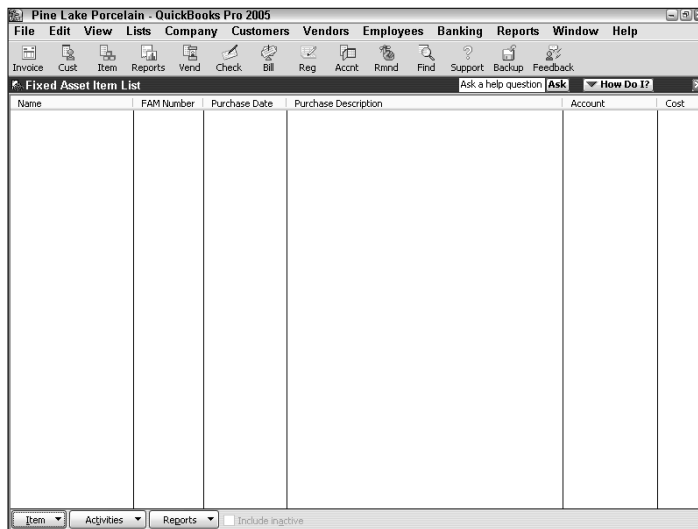 Pine Lake Porcelain - QuickBooks Pro 2005
File Edit View Lists Company Customers Vendors Employees Banking Reports Window Help
Invoice Cust Item Reports Vend Check Bill Reg Accnt Rmnd Find Support Backup Feedback
Fixed Asset Item List Ask a help question Ask How Do I?
Name FAM Number Purchase Date Purchase Description Account Cost
Item Activities Reports Include inactive